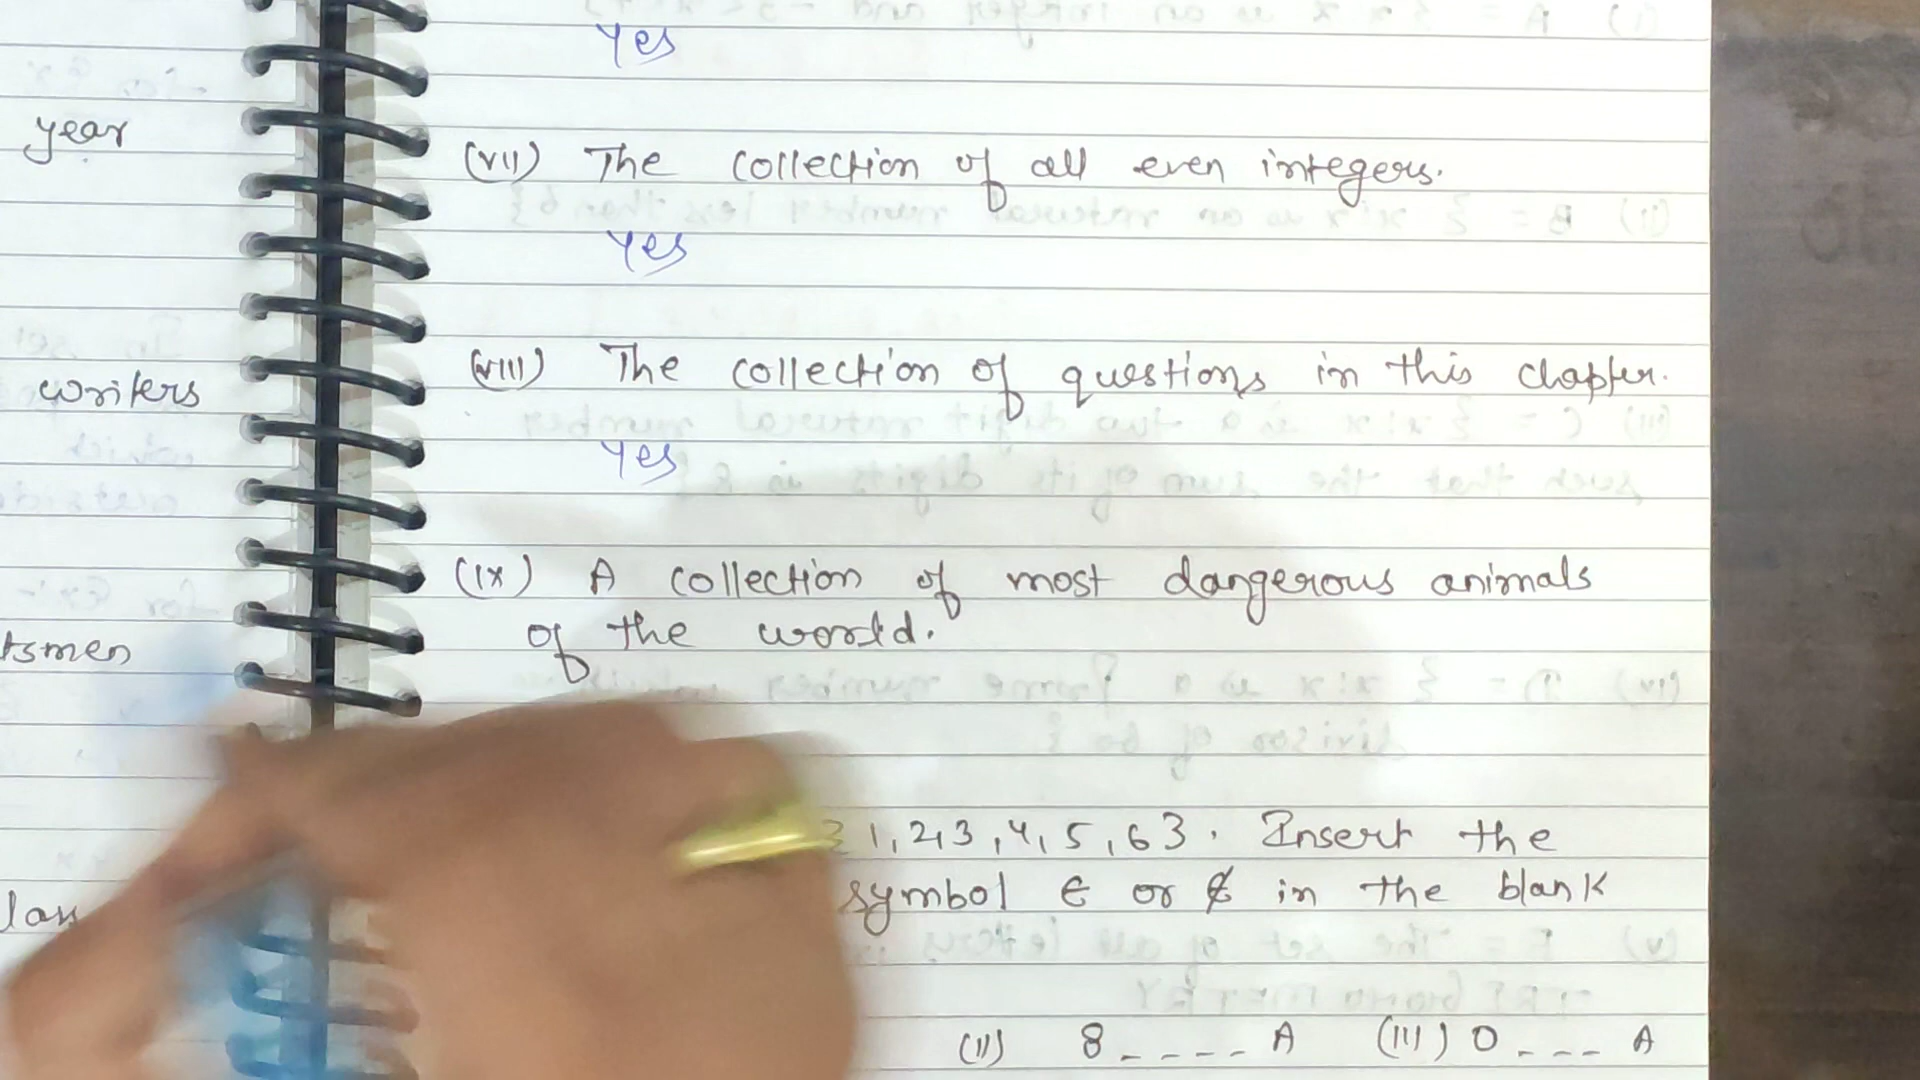 year
writers
tsmen
Yes
(vii) The collection of all even integers.
Yes
(viii) The collection of questions in this chapter.
Yes
(ix) A collection of most dangerous animals
of the world.
1, 2, 3, 4, 5, 6}. Insert the
symbol ∈ or ∉ in the blank
(ii) 8 _ _ _ _ A (iii) 0 _ _ _ A